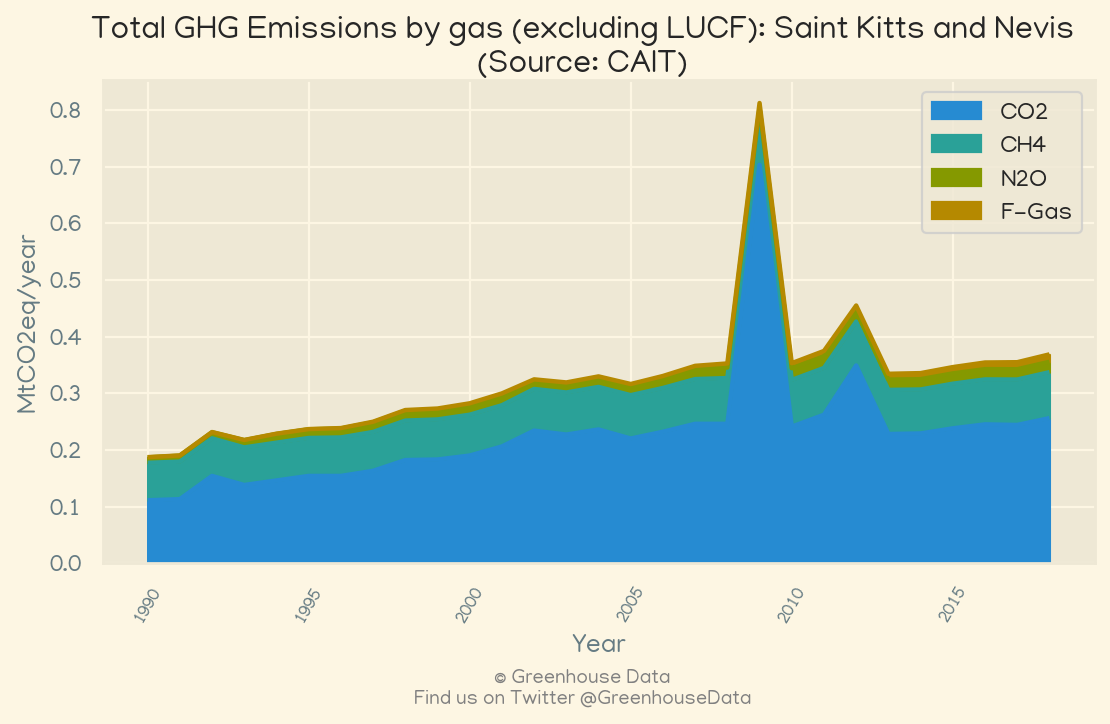 Total GHG Emissions by gas (excluding LUCF): Saint Kitts and Nevis
(Source: CAIT)
CO2
CH4
N2O
F-Gas
MtCO2eq/year
0.8
0.7
0.6
0.5
0.4
0.3
0.2
0.1
0.0
1990
1995
2000
2005
2010
2015
Year
© Greenhouse Data
Find us on Twitter @GreenhouseData